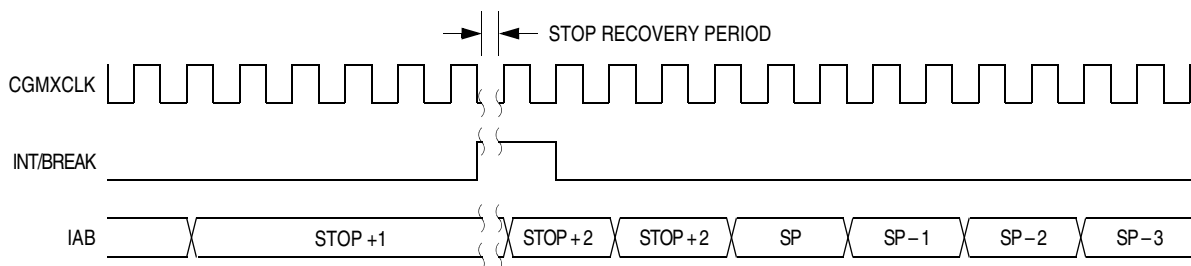 STOP RECOVERY PERIOD
CGMXCLK
INT/BREAK
IAB
STOP +1
STOP + 2
STOP + 2
SP
SP – 1
SP – 2
SP – 3